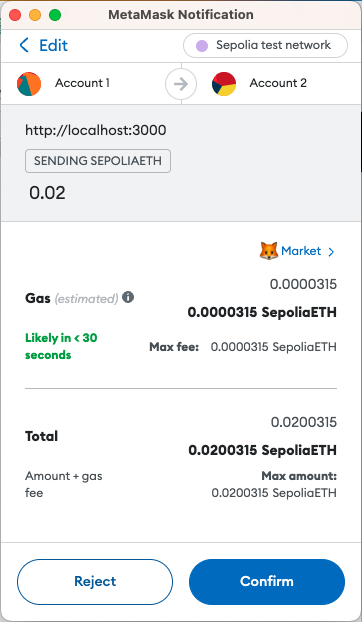 MetaMask Notification
Edit
Sepolia test network
Account 1
Account 2
http://localhost:3000
SENDING SEPOLIAETH
0.02
Market
0.0000315
Gas (estimated)
0.0000315 SepoliaETH
Likely in < 30
seconds
Max fee: 0.0000315 SepoliaETH
0.0200315
Total
0.0200315 SepoliaETH
Amount + gas
fee
Max amount:
0.0200315 SepoliaETH
Reject
Confirm